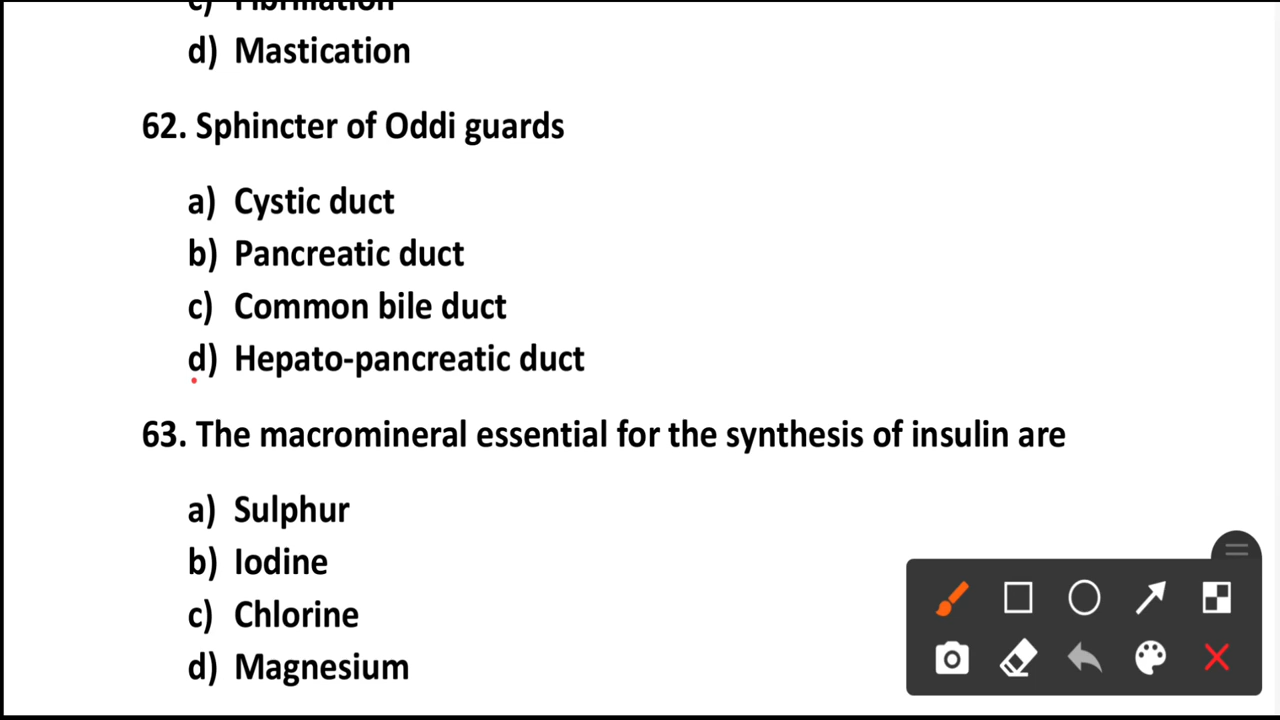 c) Fibrillation
d) Mastication
62. Sphincter of Oddi guards
a) Cystic duct
b) Pancreatic duct
c) Common bile duct
d) Hepato-pancreatic duct
63. The macromineral essential for the synthesis of insulin are
a) Sulphur
b) Iodine
c) Chlorine
d) Magnesium